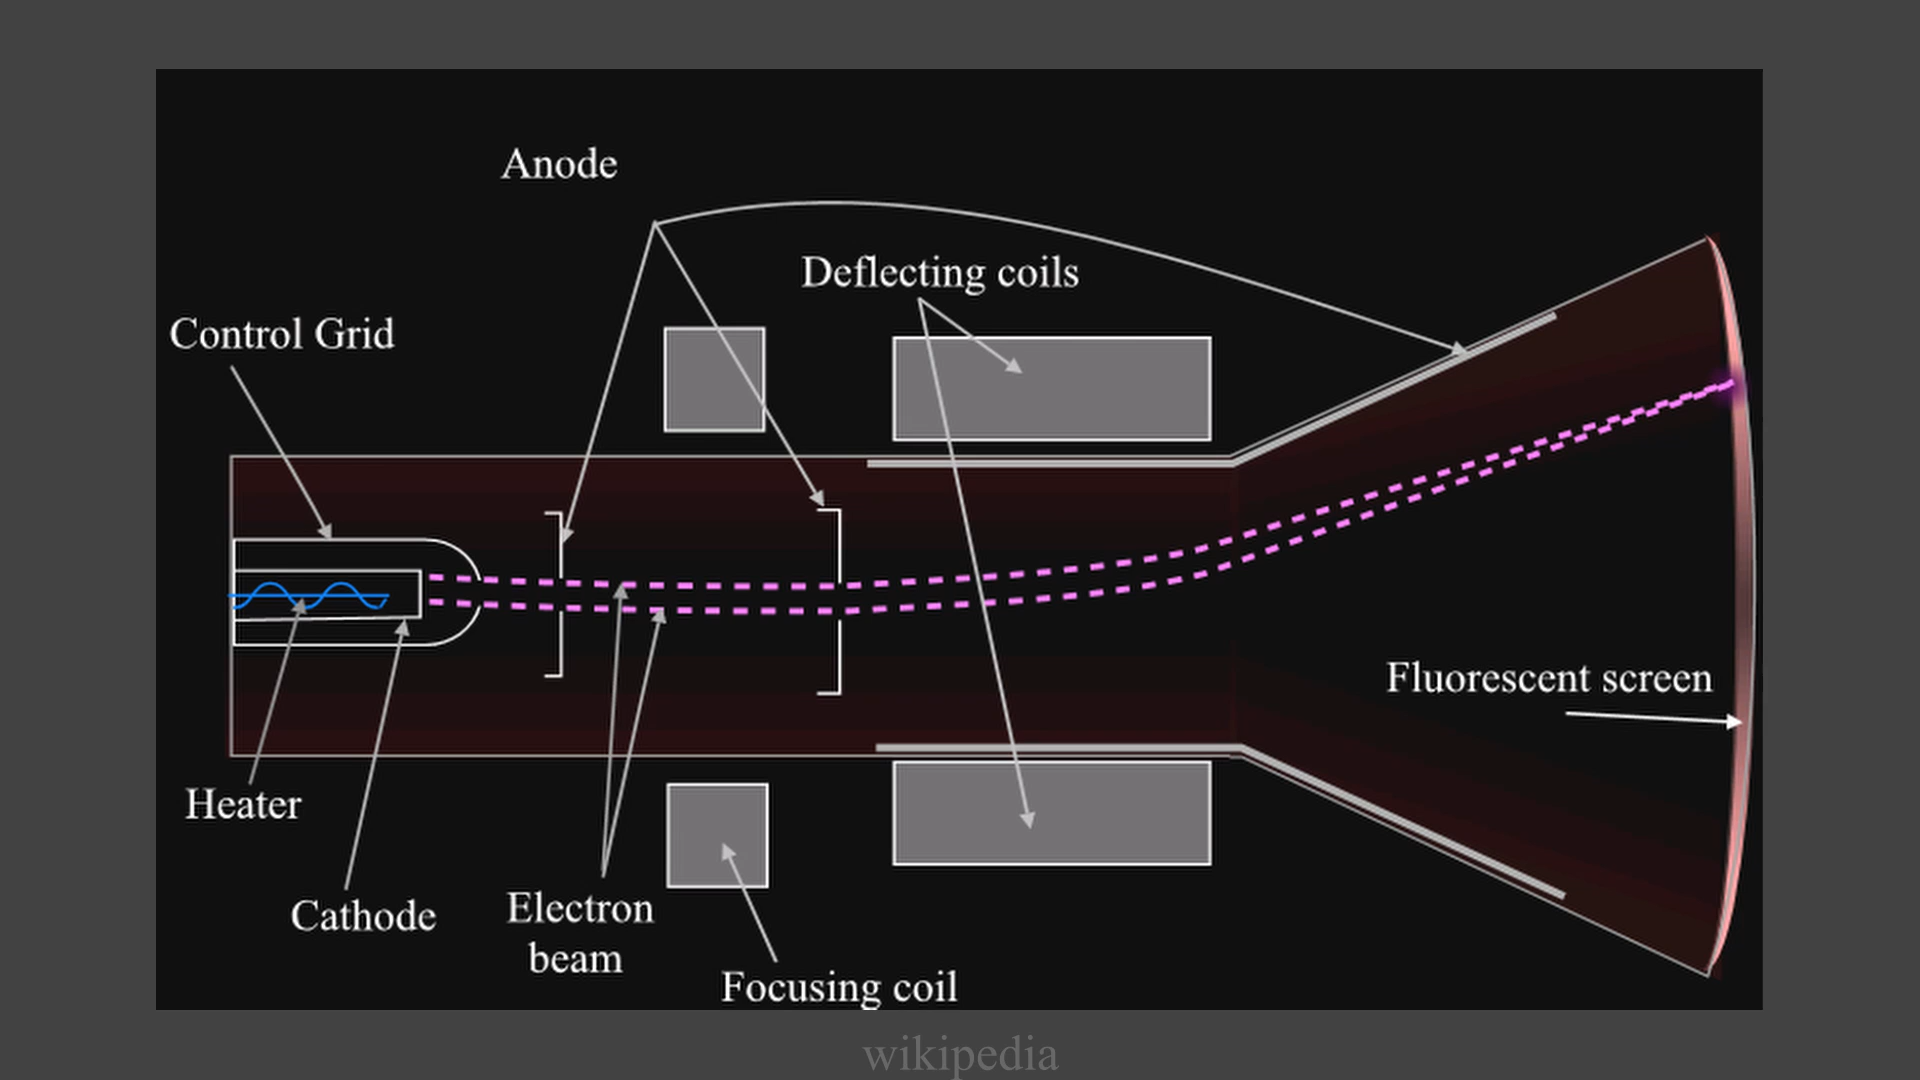 Anode
Deflecting coils
Control Grid
Fluorescent screen
Heater
Cathode
Electron
beam
Focusing coil
wikipedia